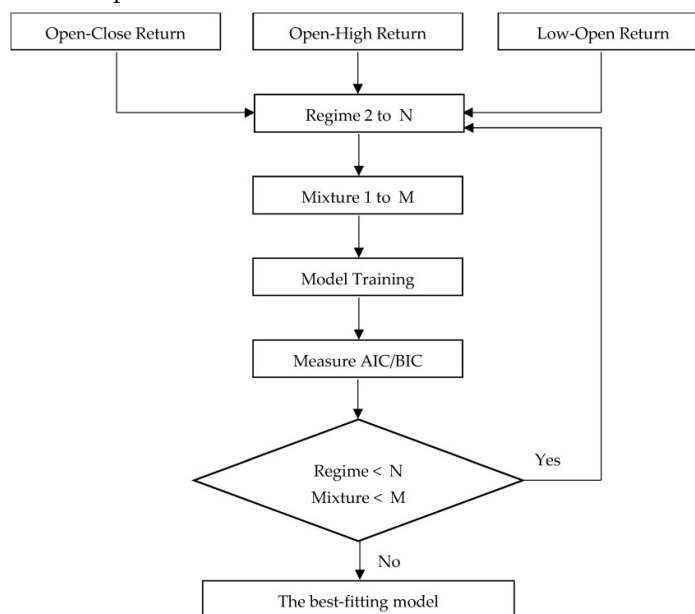 Open-Close Return
Open-High Return
Low-Open Return
Regime 2 to N
Mixture 1 to M
Model Training
Measure AIC/BIC
Regime < N
Mixture < M
Yes
No
The best-fitting model